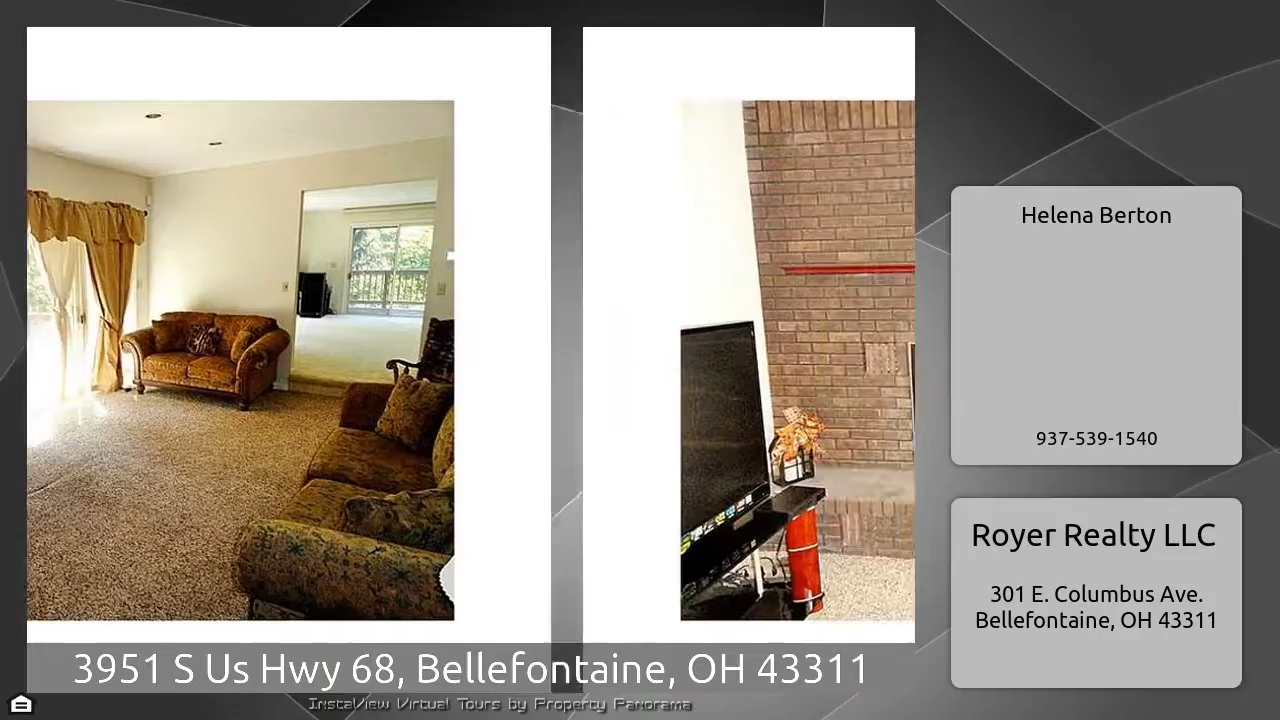 Helena Berton
937-539-1540
Royer Realty LLC
301 E. Columbus Ave.
Bellefontaine, OH 43311
3951 S Us Hwy 68, Bellefontaine, OH 43311
InstaView Virtual Tours by Property Panorama